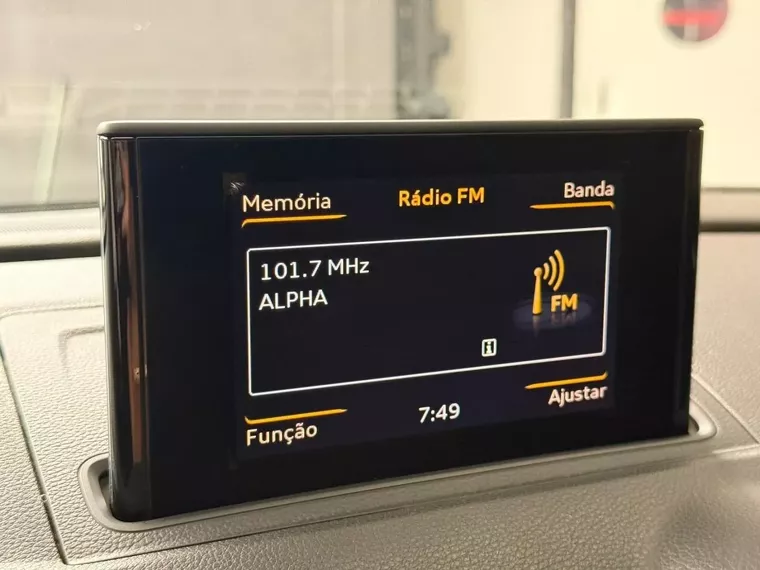 Memória
Rádio FM
Banda
101.7 MHz
ALPHA
FM
Função
7:49
Ajustar